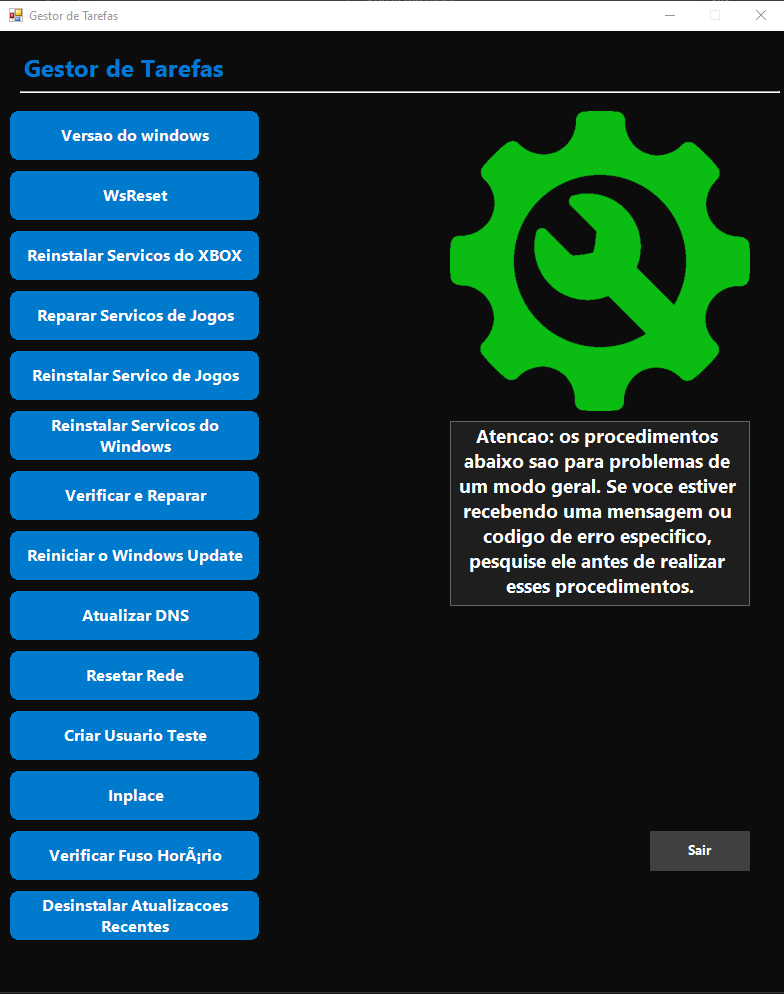 Gestor de Tarefas
Gestor de Tarefas
Versao do windows
WsReset
Reinstalar Servicos do XBOX
Reparar Servicos de Jogos
Reinstalar Servico de Jogos
Reinstalar Servicos do
Windows
Verificar e Reparar
Reiniciar o Windows Update
Atualizar DNS
Resetar Rede
Criar Usuario Teste
Inplace
Verificar Fuso HorÃ¡rio
Desinstalar Atualizacoes
Recentes
Atencao: os procedimentos
abaixo sao para problemas de
um modo geral. Se voce estiver
recebendo uma mensagem ou
codigo de erro especifico,
pesquise ele antes de realizar
esses procedimentos.
Sair